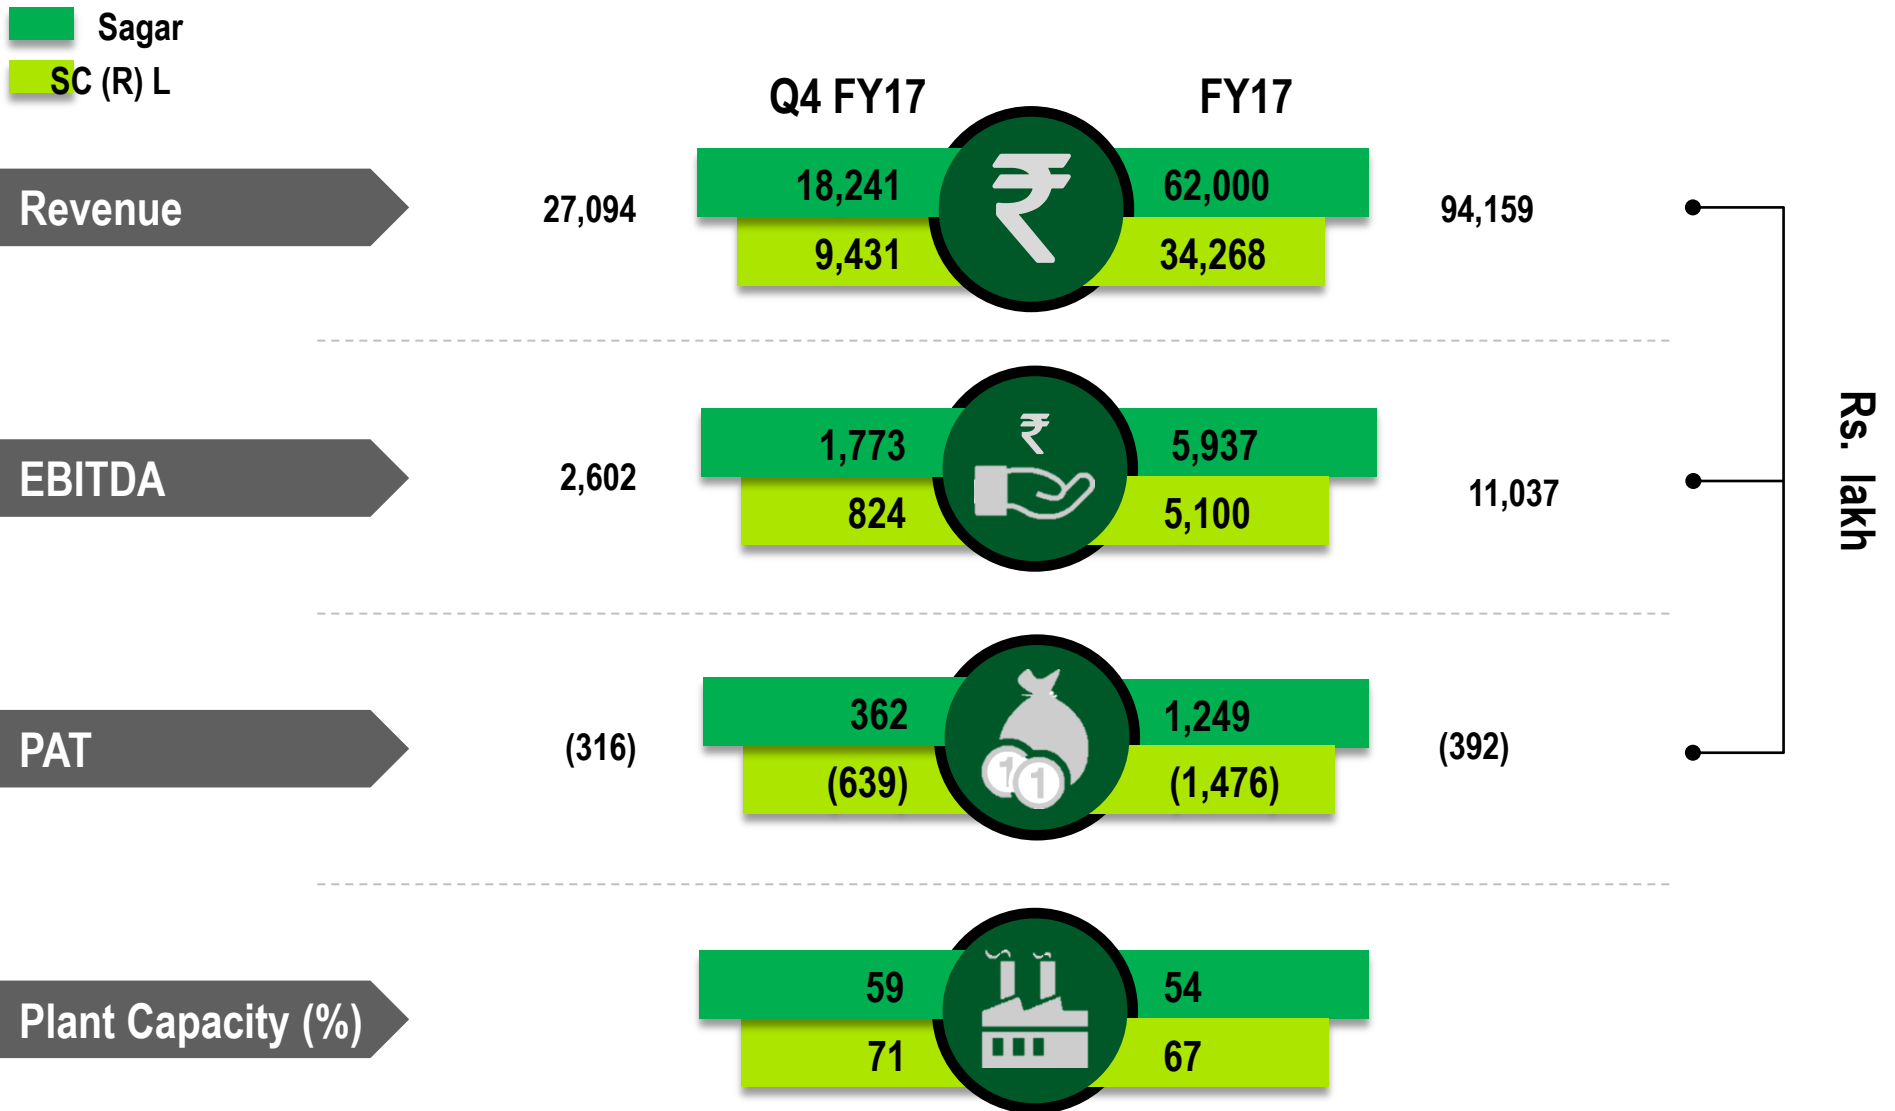 Sagar
SC (R) L
Q4 FY17
FY17
Revenue
27,094
18,241
₹
62,000
94,159
9,431
34,268
EBITDA
2,602
1,773
₹
5,937
11,037
824
5,100
PAT
(316)
362
1,249
(392)
(639)
1
1
(1,476)
Plant Capacity (%)
59
54
71
67
Rs. lakh